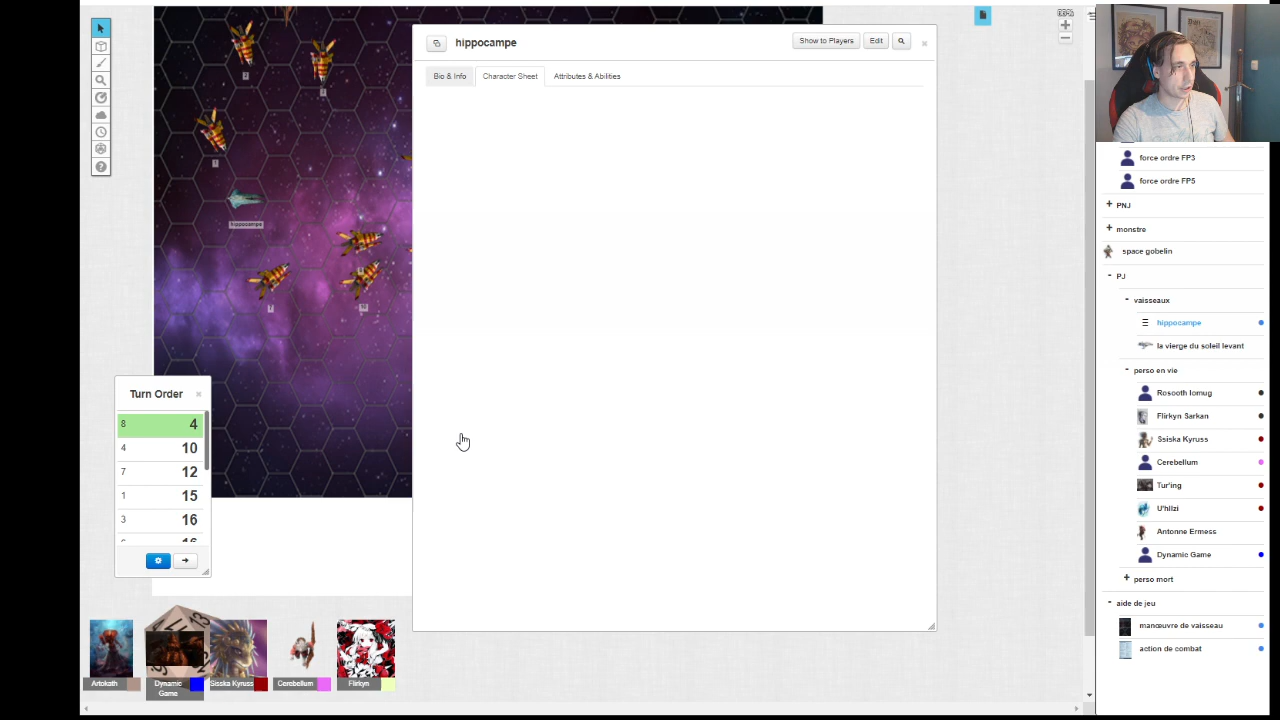 hippocampe
Show to Players
Edit
Bio & Info
Character Sheet
Attributes & Abilities
hippocampe
Turn Order
8 4
4 10
7 12
1 15
3 16
Artokath
Dynamic Game
Sisska Kyruss
Cerebellum
Flirkyn
force ordre FP3
force ordre FP5
PNJ
monstre
space gobelin
PJ
vaisseaux
hippocampe
la vierge du soleil levant
perso en vie
Rosooth Iomug
Flirkyn Sarkan
Ssiska Kyruss
Cerebellum
Tur'ing
U'hlizi
Antonne Ermess
Dynamic Game
perso mort
aide de jeu
manœuvre de vaisseau
action de combat